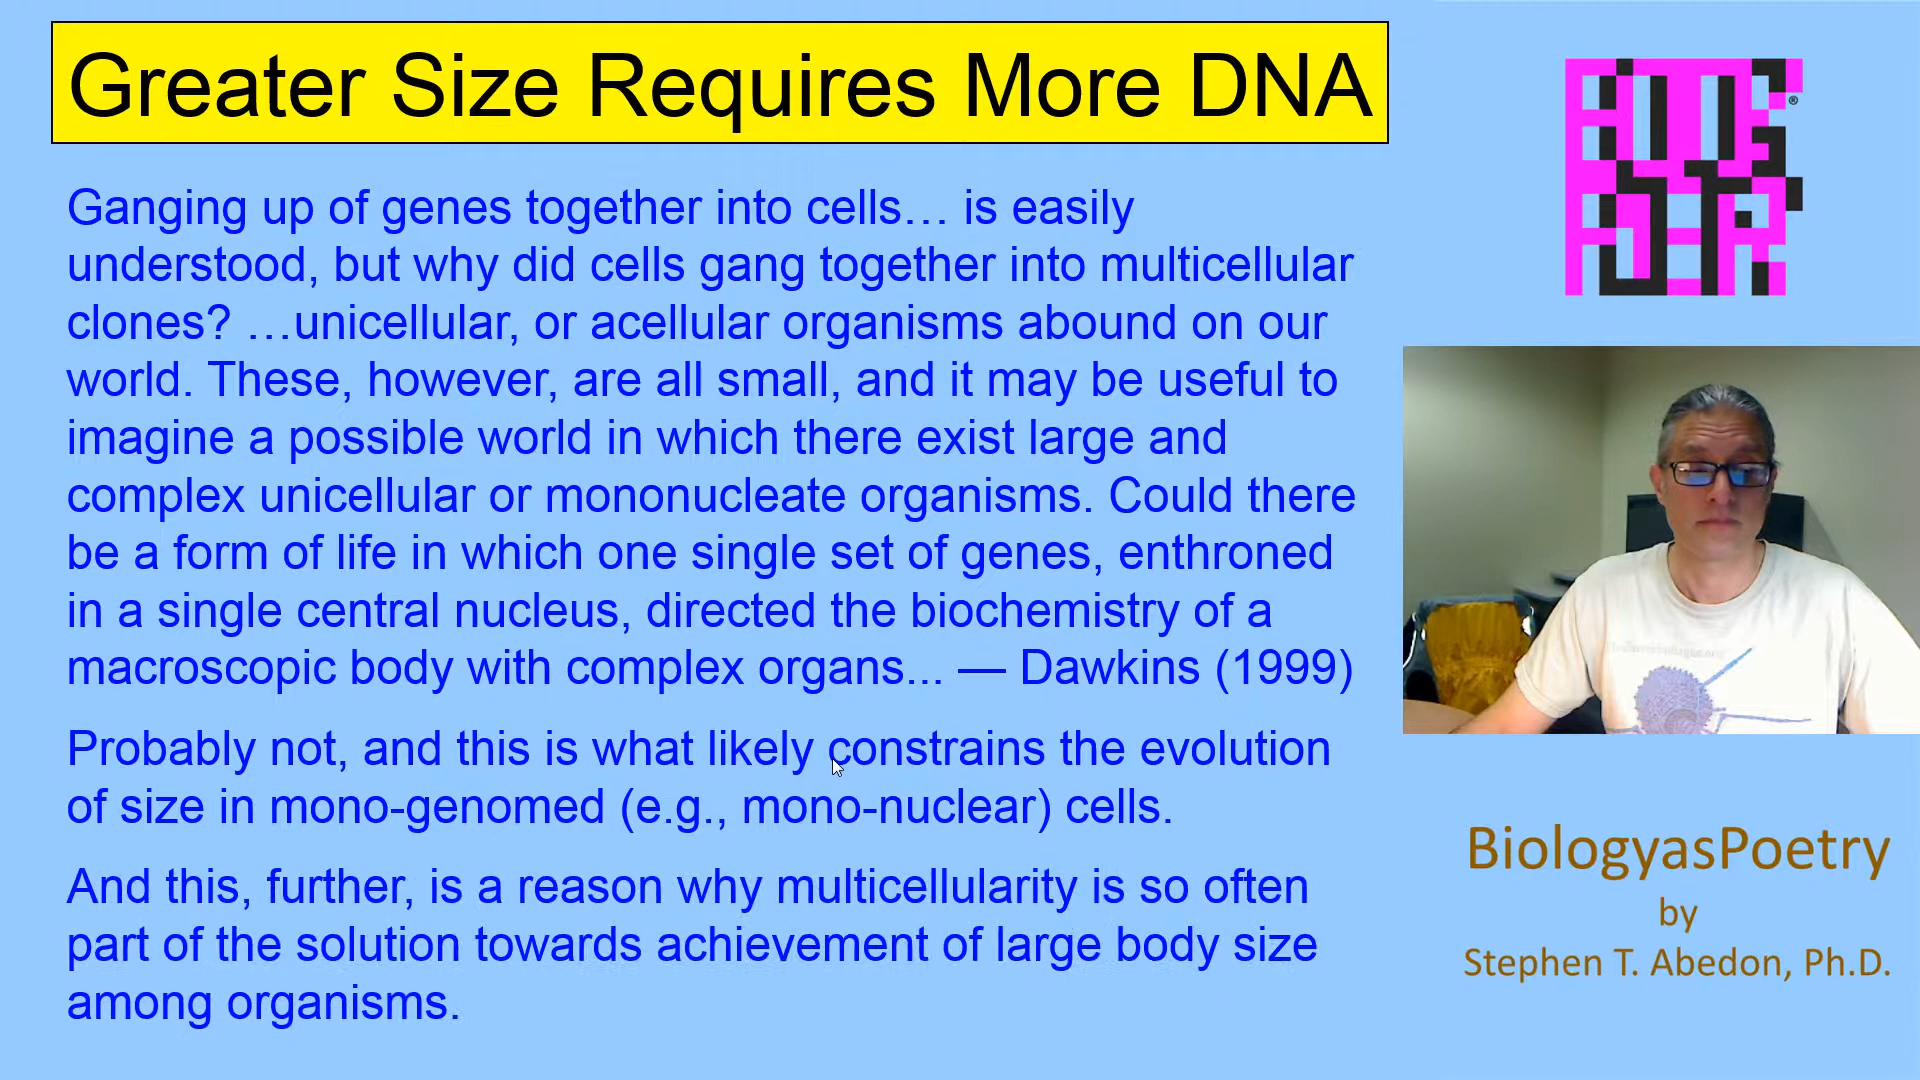 Greater Size Requires More DNA
Ganging up of genes together into cells… is easily
understood, but why did cells gang together into multicellular
clones? …unicellular, or acellular organisms abound on our
world. These, however, are all small, and it may be useful to
imagine a possible world in which there exist large and
complex unicellular or mononucleate organisms. Could there
be a form of life in which one single set of genes, enthroned
in a single central nucleus, directed the biochemistry of a
macroscopic body with complex organs... — Dawkins (1999)
Probably not, and this is what likely constrains the evolution
of size in mono-genomed (e.g., mono-nuclear) cells.
And this, further, is a reason why multicellularity is so often
part of the solution towards achievement of large body size
among organisms.
®
BiologyasPoetry
by
Stephen T. Abedon, Ph.D.